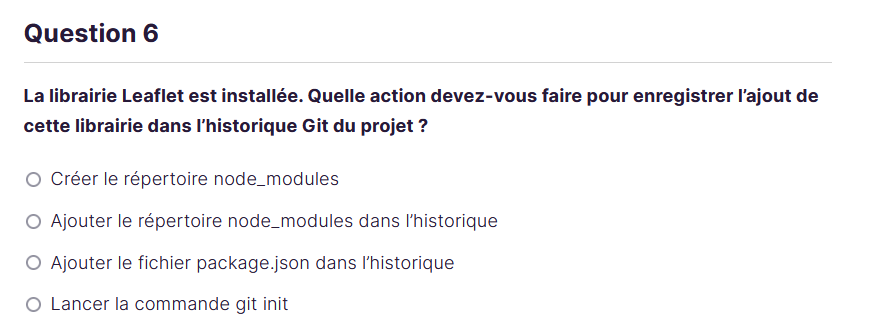 Question 6
La librairie Leaflet est installée. Quelle action devez-vous faire pour enregistrer l’ajout de
cette librairie dans l’historique Git du projet ?
Créer le répertoire node_modules
Ajouter le répertoire node_modules dans l’historique
Ajouter le fichier package.json dans l’historique
Lancer la commande git init